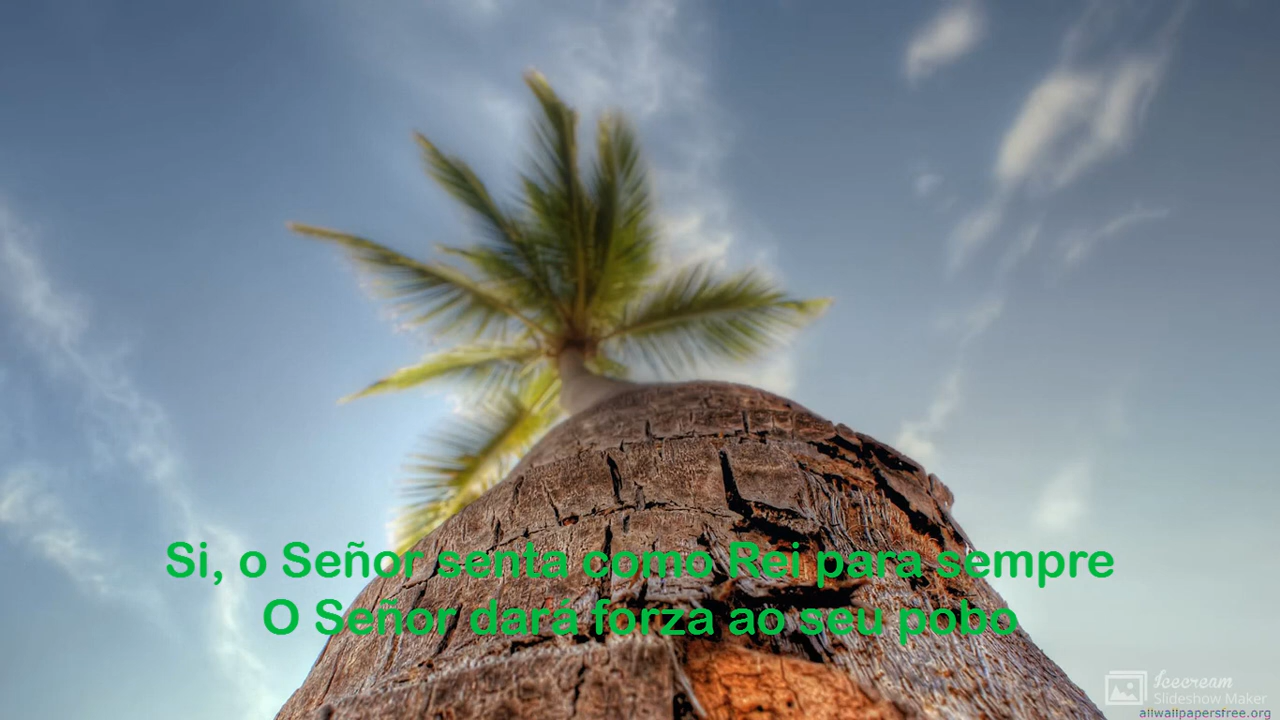 Si, o Señor senta como Rei para sempre
O Señor dará forza ao seu pobo
Icecream
Slideshow Maker
allwallpapersfree.org